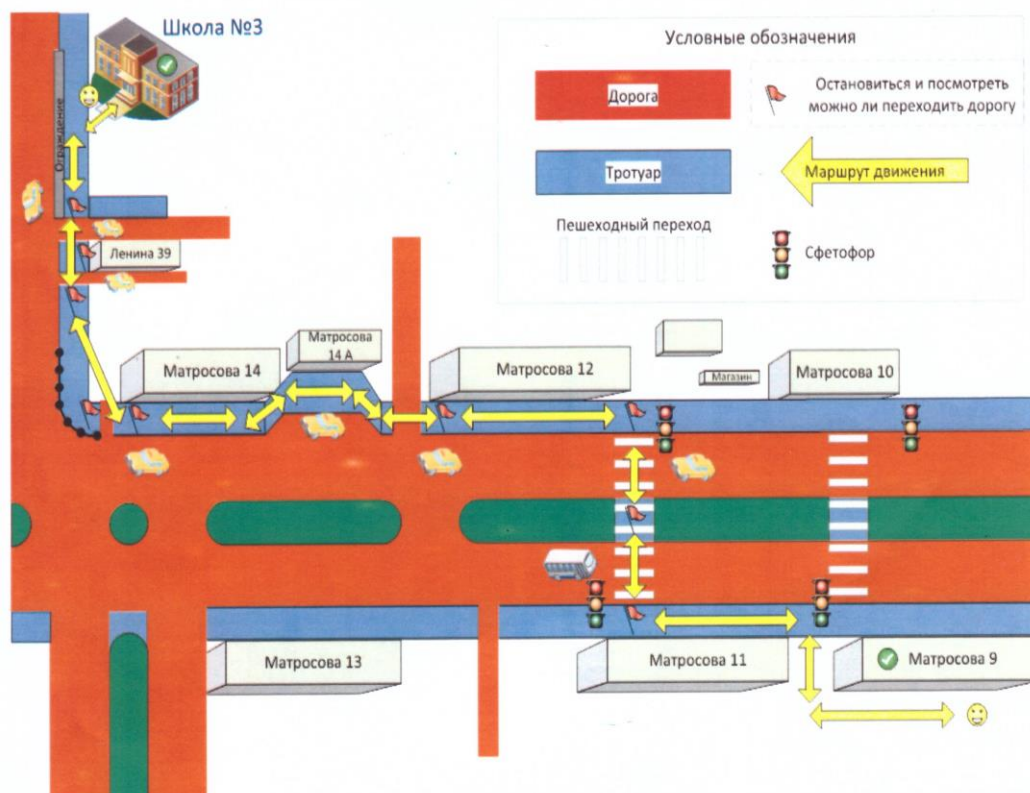 Школа №3
Условные обозначения
Дорога
Остановиться и посмотреть
можно ли переходить дорогу
Тротуар
Маршрут движения
Пешеходный переход
Сфетофор
Ограждение
Ленина 39
Матросова 14
Матросова
14 А
Матросова 12
Магазин
Матросова 10
Матросова 13
Матросова 11
Матросова 9